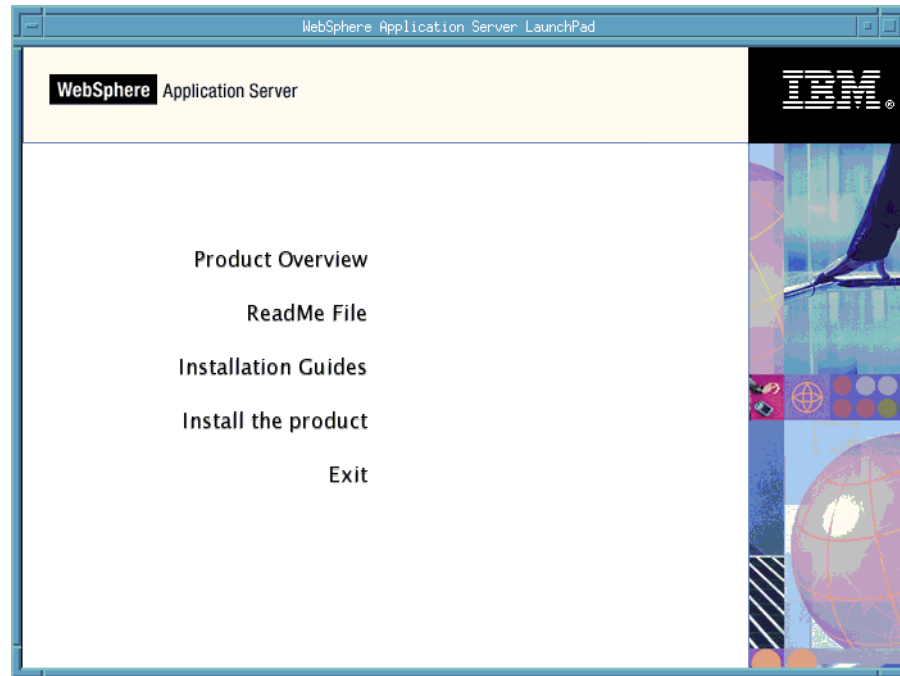 WebSphere Application Server LaunchPad
WebSphere Application Server
IBM®
Product Overview
ReadMe File
Installation Guides
Install the product
Exit